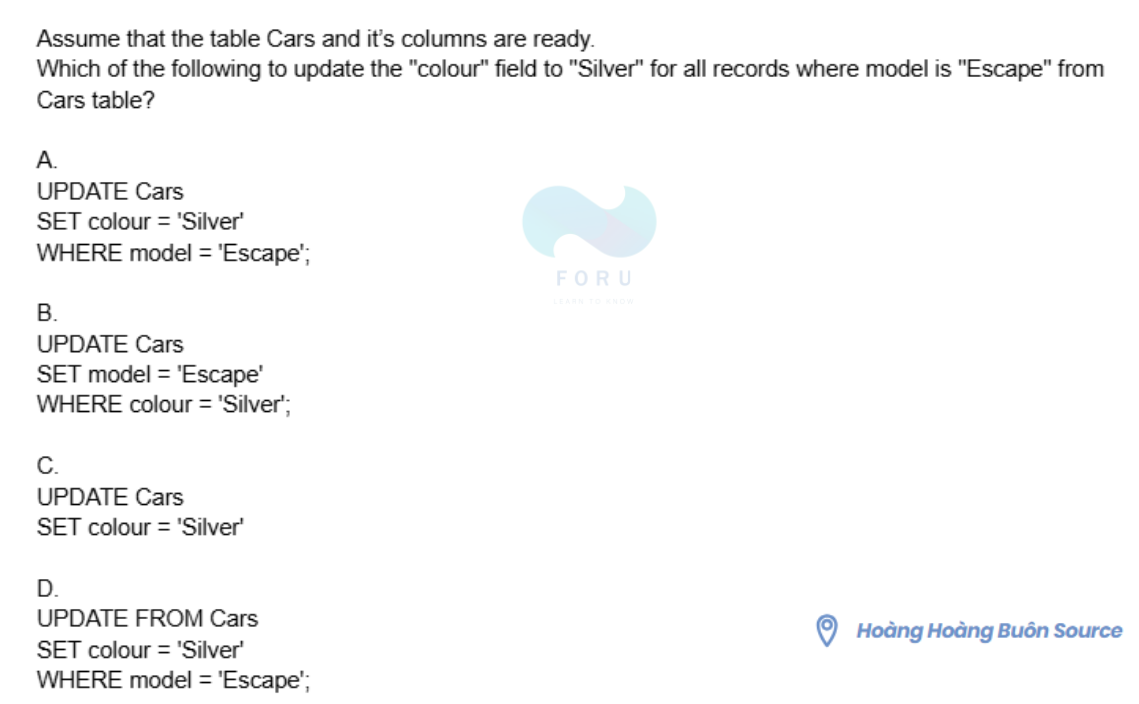 Assume that the table Cars and it’s columns are ready.
Which of the following to update the "colour" field to "Silver" for all records where model is "Escape" from
Cars table?
A.
UPDATE Cars
SET colour = 'Silver'
WHERE model = 'Escape';
FORU
LEARN TO KNOW
B.
UPDATE Cars
SET model = 'Escape'
WHERE colour = 'Silver';
C.
UPDATE Cars
SET colour = 'Silver'
D.
UPDATE FROM Cars
SET colour = 'Silver'
WHERE model = 'Escape';
Hoàng Hoàng Buôn Source